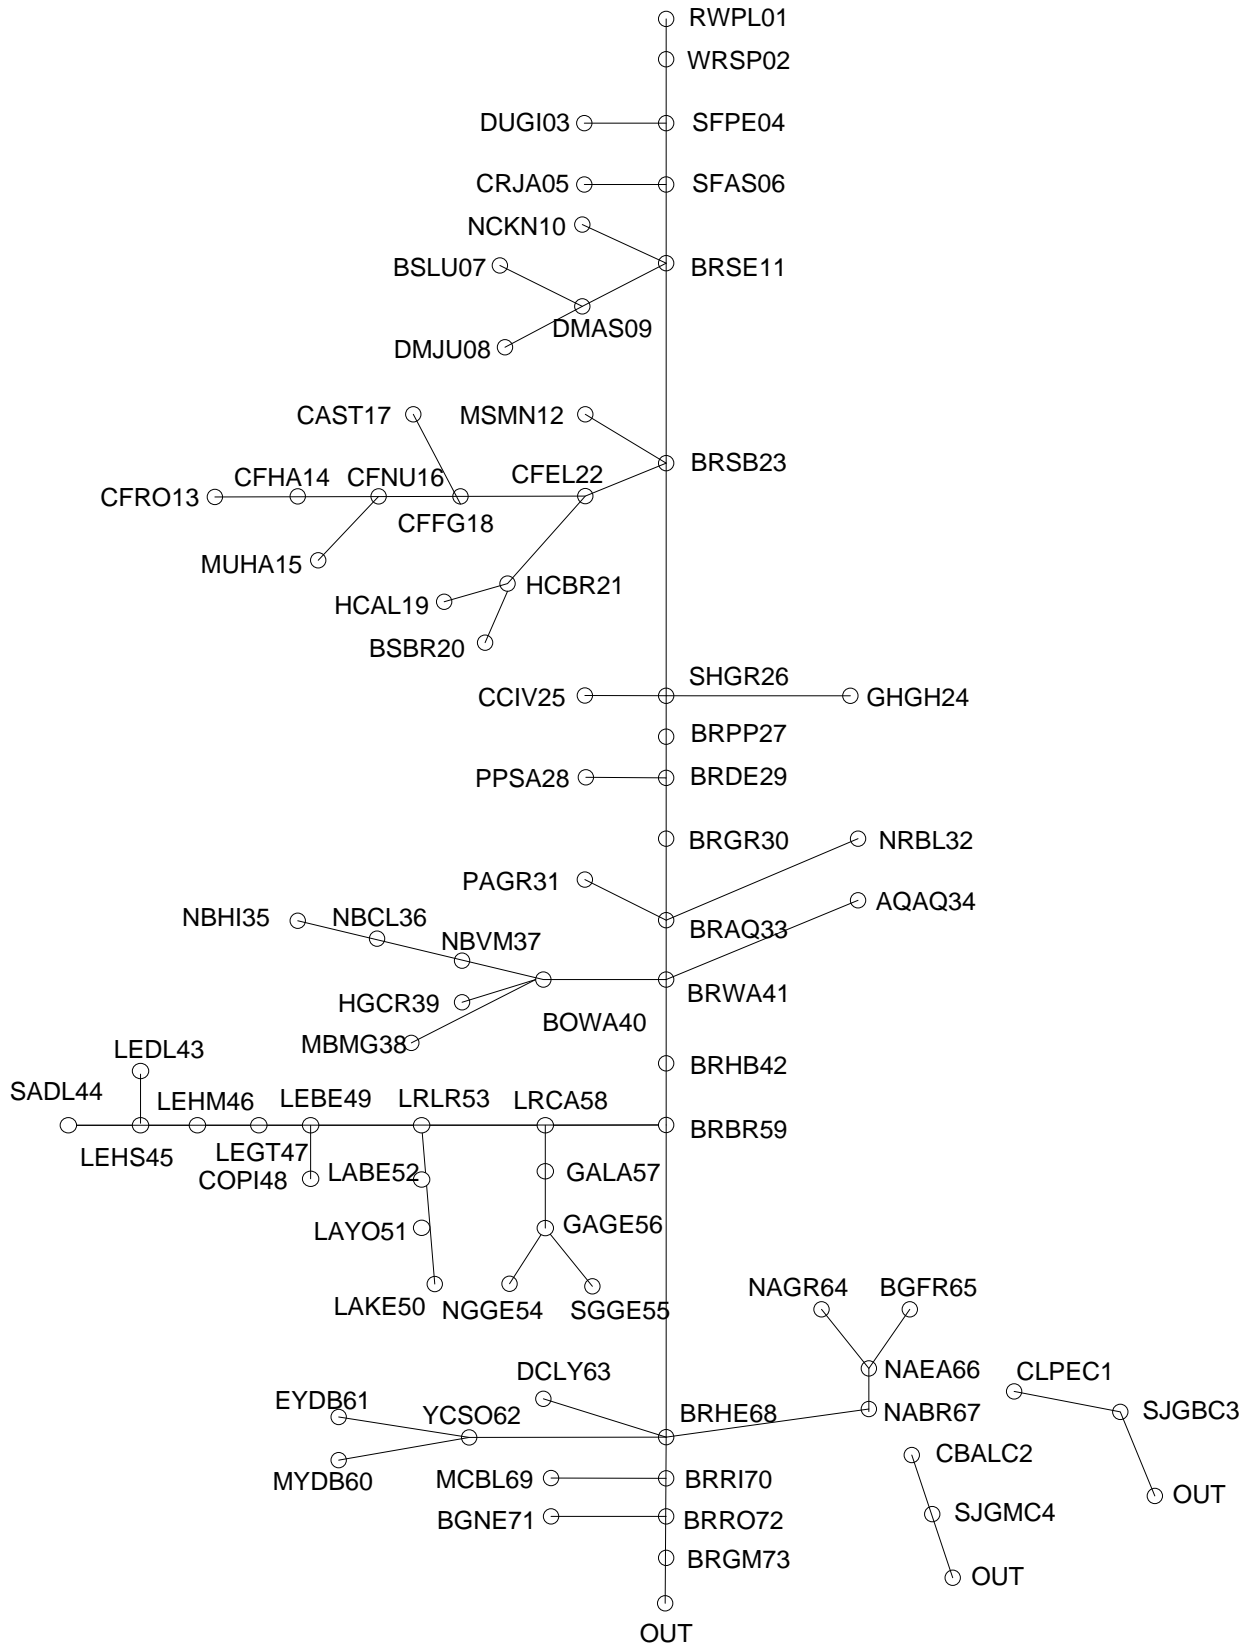 RWPL01
WRSP02
DUGI03
SFPE04
CRJA05
SFAS06
NCKN10
BSLU07
BRSE11
DMAS09
DMJU08
CAST17
MSMN12
BRSB23
CFHA14
CFNU16
CFEL22
CFRO13
CFFG18
MUHA15
HCBR21
HCAL19
BSBR20
SHGR26
CCIV25
GHGH24
BRPP27
PPSA28
BRDE29
BRGR30
NRBL32
PAGR31
AQAQ34
NBHI35
NBCL36
BRAQ33
NBVM37
HGCR39
BRWA41
BOWA40
MBMG38
LEDL43
BRHB42
SADL44
LEHM46
LEBE49
LRLR53
LRCA58
BRBR59
LEHS45
LEGT47
COPI48
LABE52
GALA57
LAYO51
GAGE56
LAKE50
NGGE54
SGGE55
NAGR64
BGFR65
DCLY63
NAEA66
CLPEC1
EYDB61
YCSO62
BRHE68
NABR67
SJGBC3
CBALC2
MYDB60
MCBL69
BRRI70
OUT
BGNE71
BRRO72
SJGMC4
BRGM73
OUT
OUT